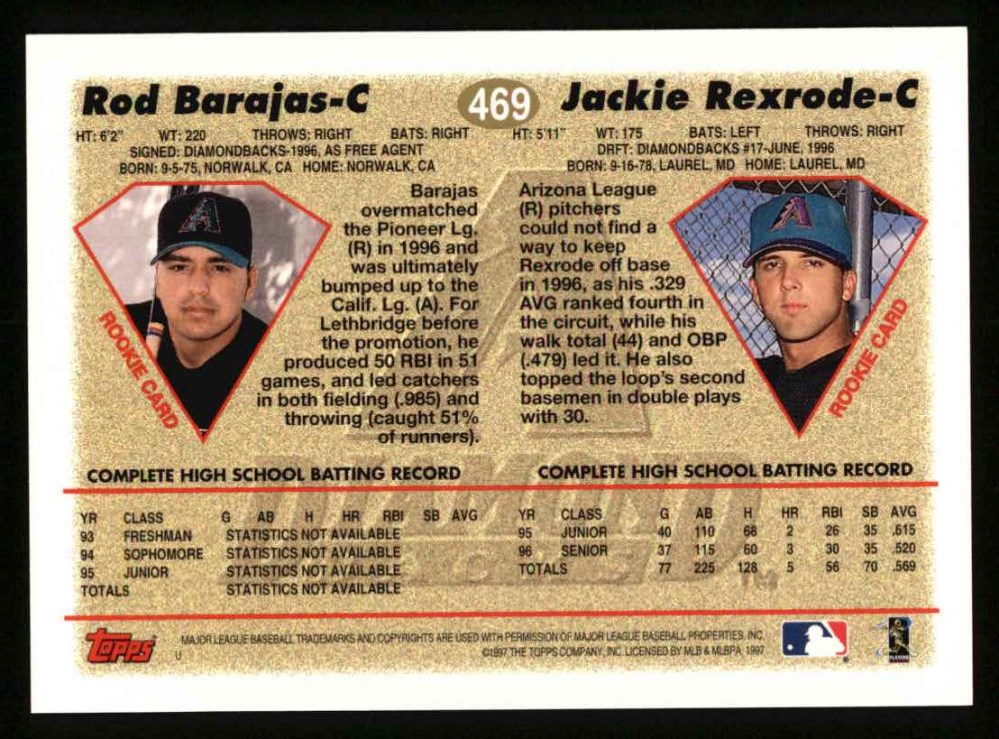 Rod Barajas-C
469
Jackie Rexrode-C
HT: 6'2" WT: 220 THROWS: RIGHT BATS: RIGHT
SIGNED: DIAMONDBACKS-1996, AS FREE AGENT
BORN: 9-5-75, NORWALK, CA HOME: NORWALK, CA
HT: 5'11" WT: 175 BATS: LEFT THROWS: RIGHT
DRFT: DIAMONDBACKS #17-JUNE, 1996
BORN: 9-16-78, LAUREL, MD HOME: LAUREL, MD
Barajas
overmatched
the Pioneer Lg.
(R) in 1996 and
was ultimately
bumped up to the
Calif. Lg. (A). For
Lethbridge before
the promotion, he
produced 50 RBI in 51
games, and led catchers
in both fielding (.985) and
throwing (caught 51%
of runners).
ROOKIE CARD
Arizona League
(R) pitchers
could not find a
way to keep
Rexrode off base
in 1996, as his .329
AVG ranked fourth in
the circuit, while his
walk total (44) and OBP
(.479) led it. He also
topped the loop's second
basemen in double plays
with 30.
ROOKIE CARD
COMPLETE HIGH SCHOOL BATTING RECORD
YR CLASS G AB H HR RBI SB AVG
93 FRESHMAN STATISTICS NOT AVAILABLE
94 SOPHOMORE STATISTICS NOT AVAILABLE
95 JUNIOR STATISTICS NOT AVAILABLE
TOTALS STATISTICS NOT AVAILABLE
COMPLETE HIGH SCHOOL BATTING RECORD
YR CLASS G AB H HR RBI SB AVG
95 JUNIOR 40 110 68 2 26 35 .615
96 SENIOR 37 115 60 3 30 35 .520
TOTALS 77 225 128 5 56 70 .569
DIAMOND
topps
MAJOR LEAGUE BASEBALL TRADEMARKS AND COPYRIGHTS ARE USED WITH PERMISSION OF MAJOR LEAGUE BASEBALL PROPERTIES, INC.
U ©1997 THE TOPPS COMPANY, INC. LICENSED BY MLB & MLBPA, 1997